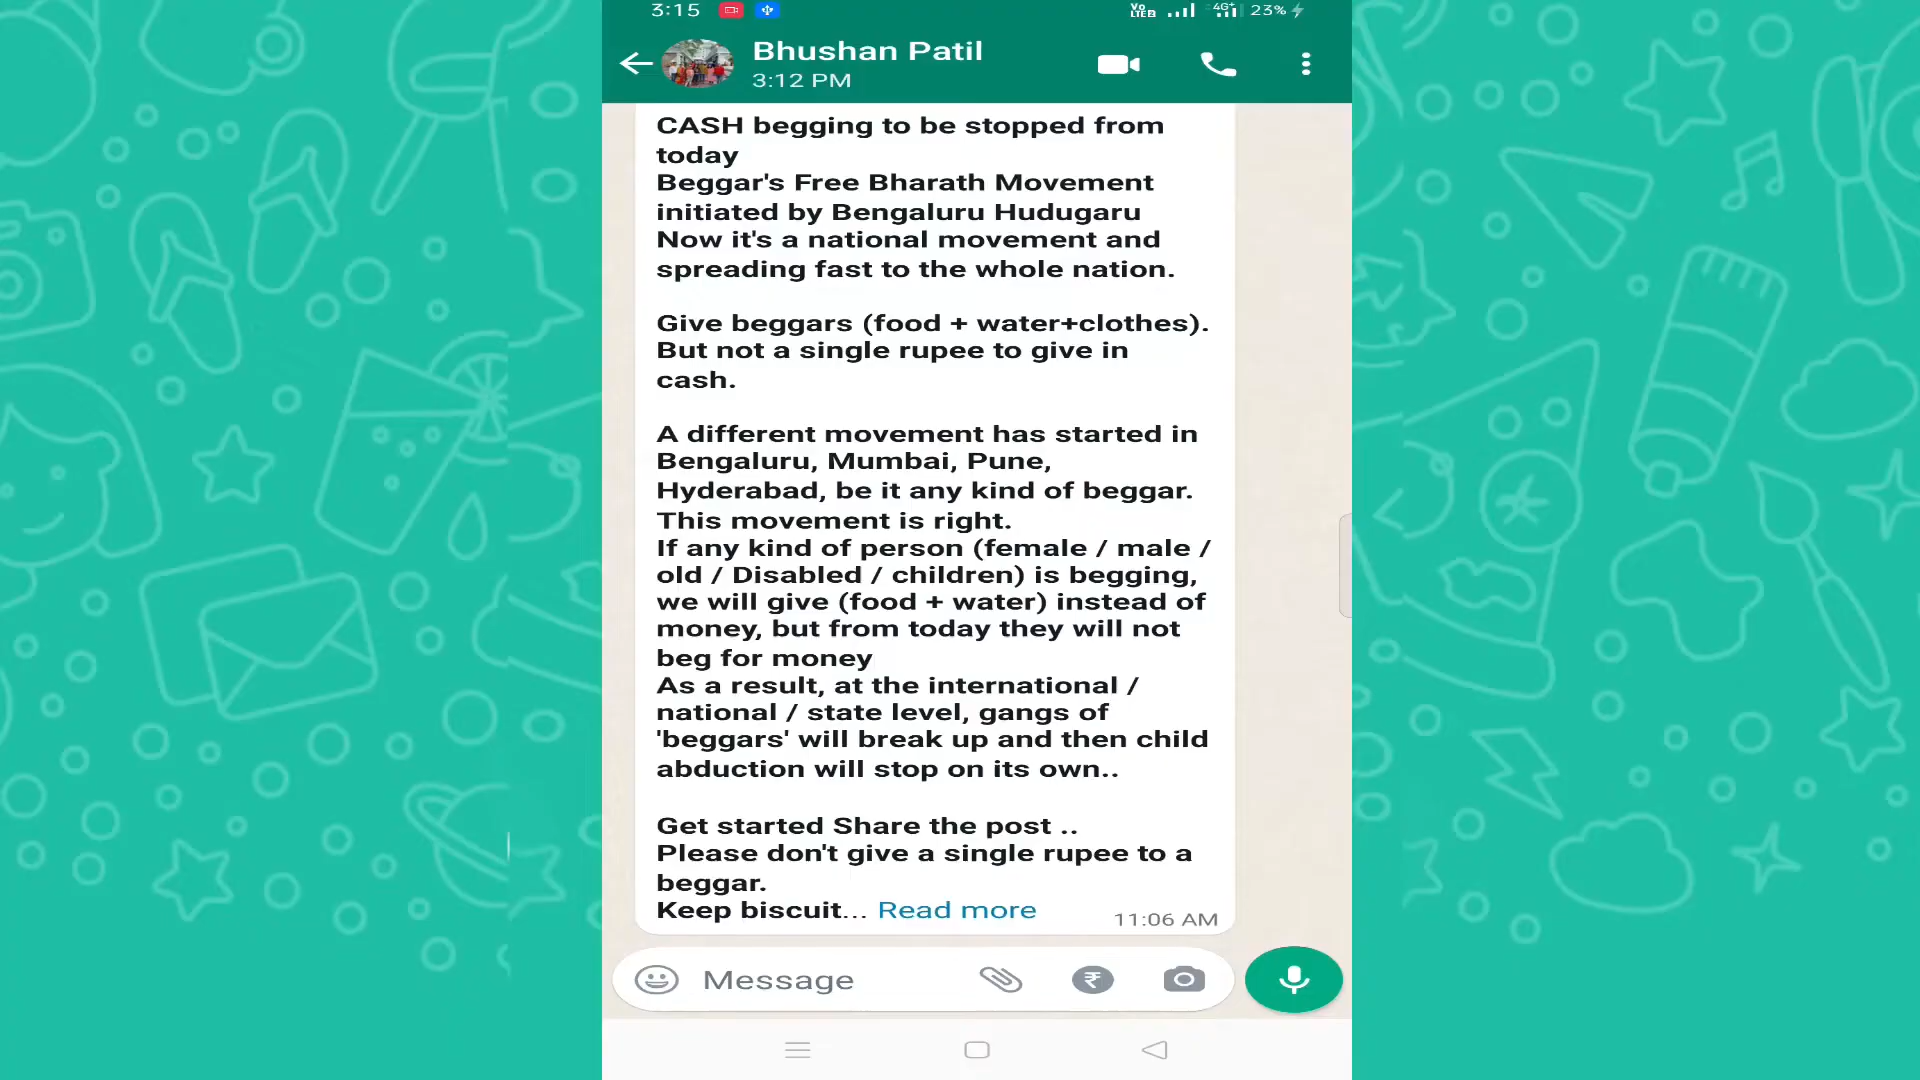 3:15
Vo LTE2 4G+ 23%
Bhushan Patil
3:12 PM
CASH begging to be stopped from
today
Beggar's Free Bharath Movement
initiated by Bengaluru Hudugaru
Now it's a national movement and
spreading fast to the whole nation.
Give beggars (food + water+clothes).
But not a single rupee to give in
cash.
A different movement has started in
Bengaluru, Mumbai, Pune,
Hyderabad, be it any kind of beggar.
This movement is right.
If any kind of person (female / male /
old / Disabled / children) is begging,
we will give (food + water) instead of
money, but from today they will not
beg for money
As a result, at the international /
national / state level, gangs of
'beggars' will break up and then child
abduction will stop on its own..
Get started Share the post ..
Please don't give a single rupee to a
beggar.
Keep biscuit... Read more
11:06 AM
Message